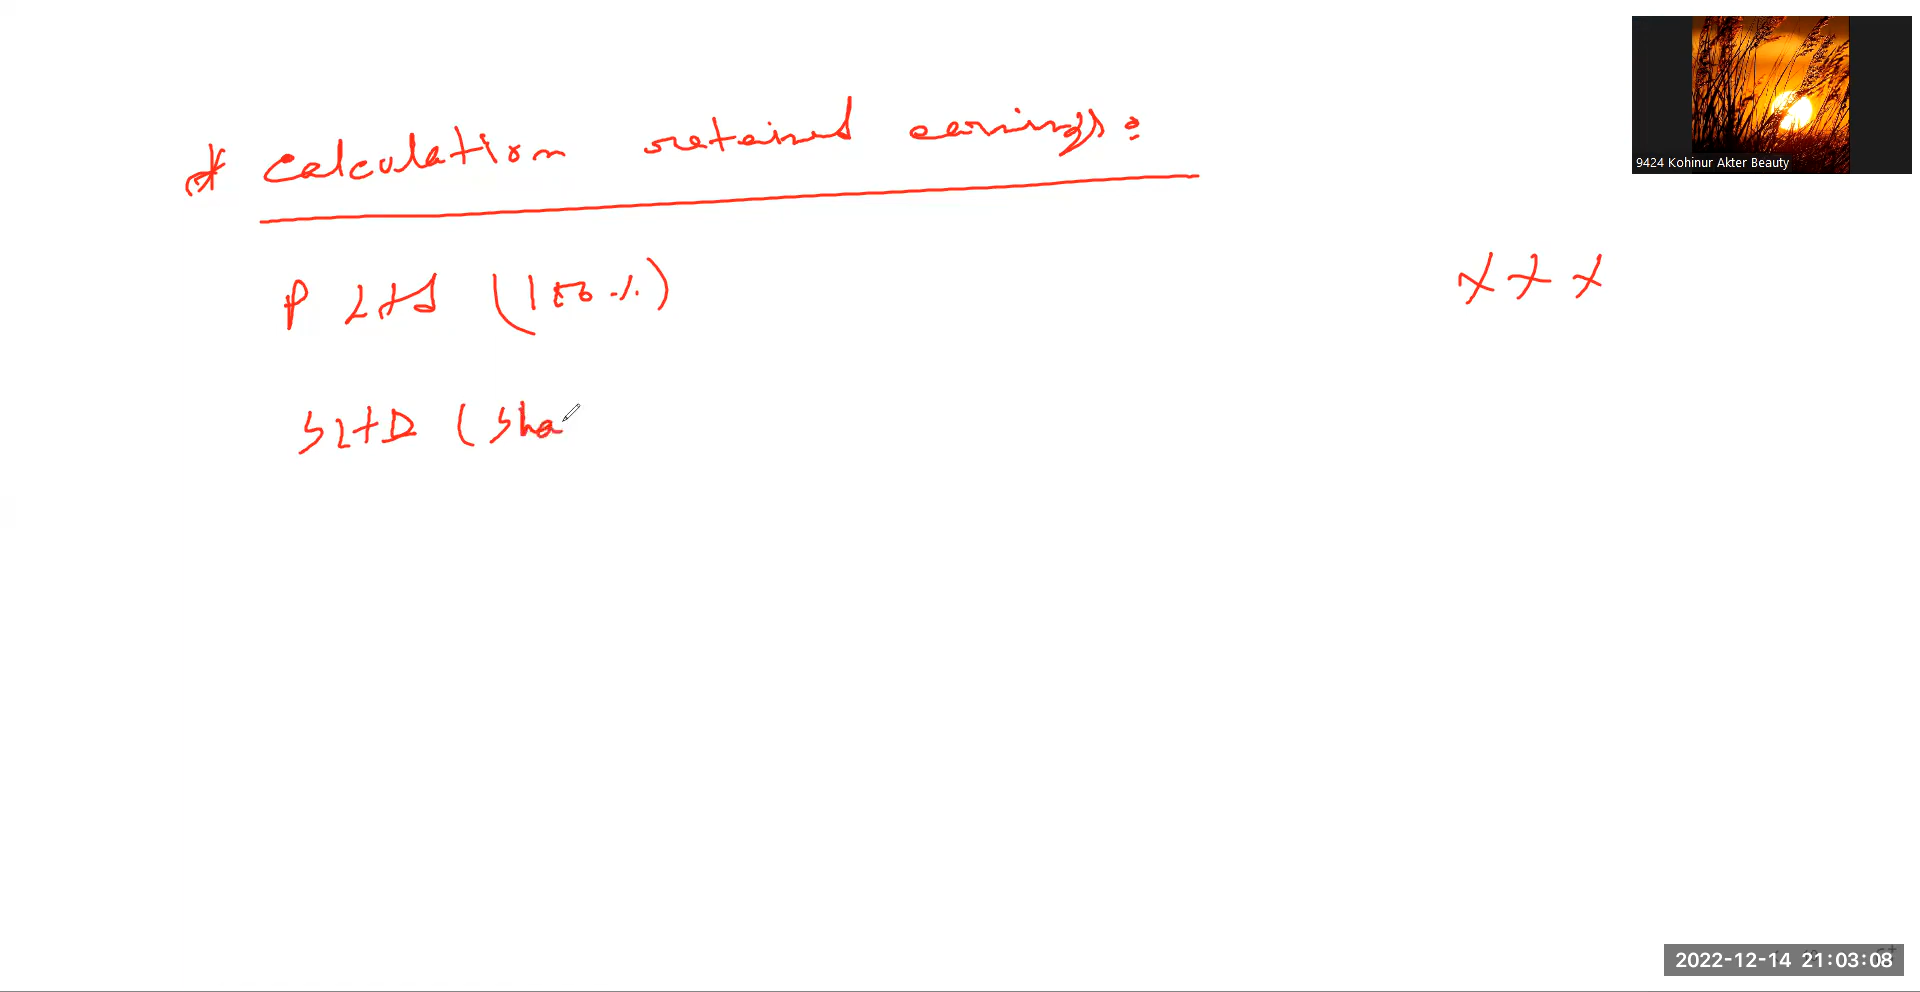 * Calculation retained earnings:
P Ltd (100%) XXX
S LtD (Sha
9424 Kohinur Akter Beauty
2022-12-14 21:03:08